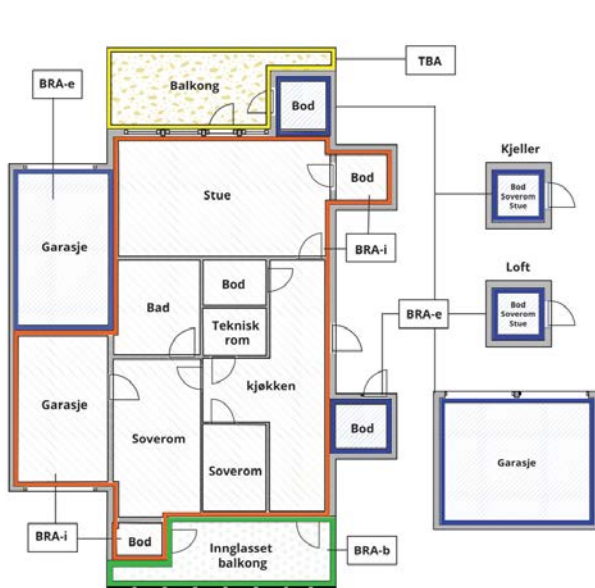 TBA
BRA-e
Balkong
Bod
Kjeller
Bod
Soverom
Stue
Bod
Stue
BRA-i
Garasje
Loft
Bod
Soverom
Stue
Bod
Bad
BRA-e
Teknisk
rom
kjøkken
Garasje
Bod
Soverom
Soverom
Garasje
BRA-i
Bod
Innglasset
balkong
BRA-b